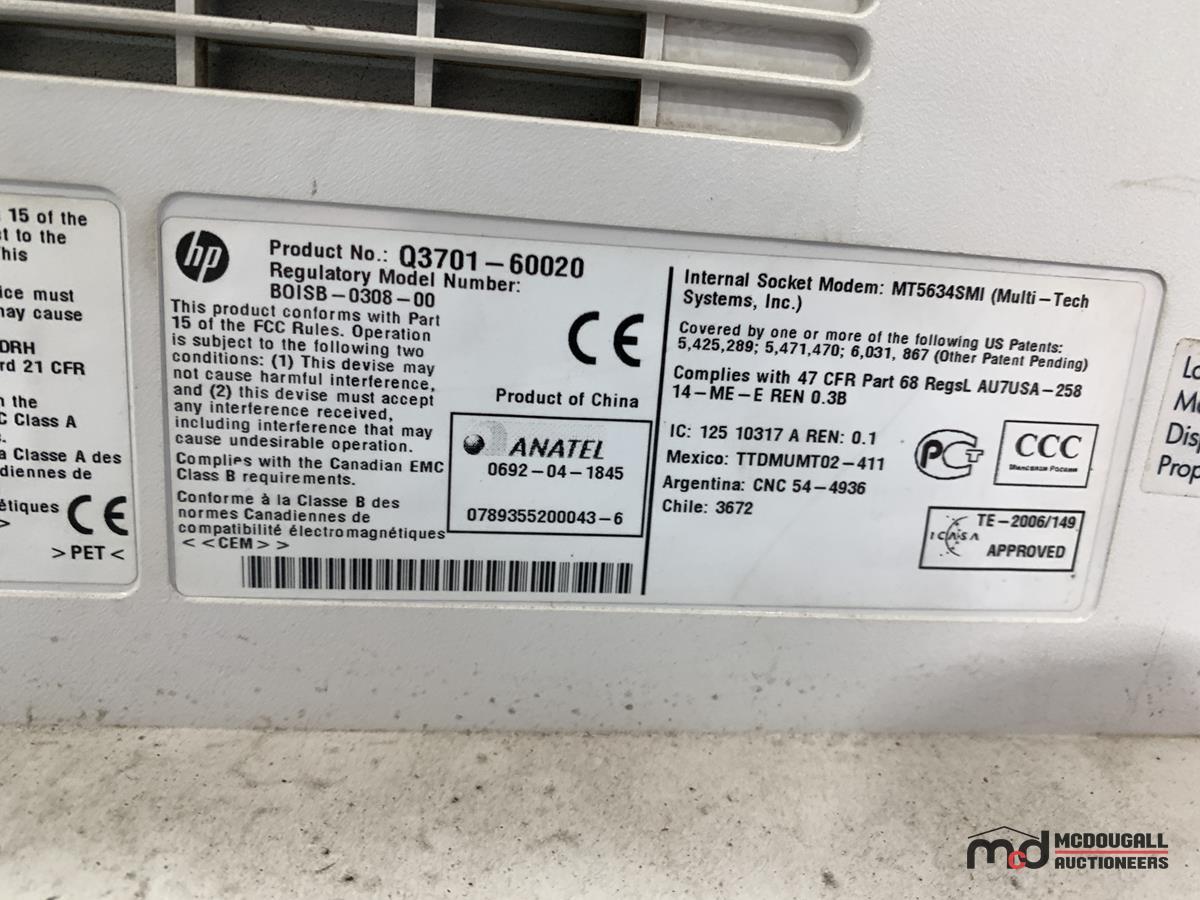 15 of the
t to the
his
ice must
nay cause
DRH
rd 21 CFR
n the
C Class A
s.
a Classe A des
diennes de
étiques CE
>
>PET<
hp
Product No.: Q3701-60020
Regulatory Model Number:
BOISB-0308-00
This product conforms with Part
15 of the FCC Rules. Operation
is subject to the following two
conditions: (1) This devise may
not cause harmful interference,
and (2) this devise must accept
any interference received,
including interference that may
cause undesirable operation.
Complies with the Canadian EMC
Class B requirements.
Conforme à la Classe B des
normes Canadiennes de
compatibilité électromagnétiques
<<CEM>>
CE
Product of China
ANATEL
0692-04-1845
0789355200043-6
Internal Socket Modem: MT5634SMI (Multi-Tech
Systems, Inc.)
Covered by one or more of the following US Patents:
5,425,289; 5,471,470; 6,031, 867 (Other Patent Pending)
Complies with 47 CFR Part 68 RegsL AU7USA-258
14-ME-E REN 0.3B
IC: 125 10317 A REN: 0.1
Mexico: TTDMUMT02-411
Argentina: CNC 54-4936
Chile: 3672
РСТ
CCC
ICASA
TE-2006/149
APPROVED
La
Me
Disp
Prop
mcd MCDOUGALL
AUCTIONEERS